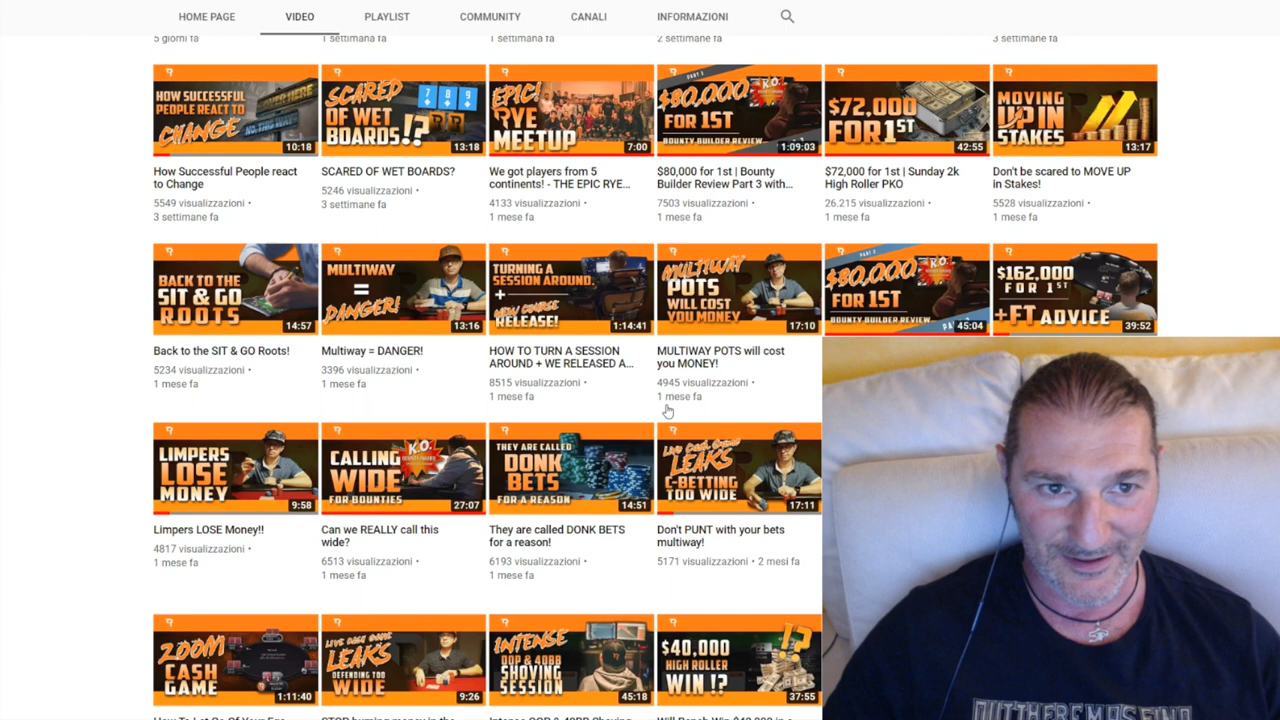 HOME PAGE
VIDEO
PLAYLIST
COMMUNITY
CANALI
INFORMAZIONI
5 giorni fa
1 settimana fa
1 settimana fa
2 settimane fa
3 settimane fa
HOW SUCCESSFUL
PEOPLE REACT TO
CHANGE
10:18
SCARED
OF WET
BOARDS!?
7 8 9
13:18
EPIC!
RYE
MEETUP
7:00
PART 3
$80,000
FOR 1ST
K.O.
BOUNTY BUILDER REVIEW
1:09:03
$72,000
FOR 1ST
42:55
MOVING
UP IN
STAKES
13:17
How Successful People react
to Change
5549 visualizzazioni •
3 settimane fa
SCARED OF WET BOARDS?
5246 visualizzazioni •
3 settimane fa
We got players from 5
continents! - THE EPIC RYE...
4133 visualizzazioni •
1 mese fa
$80,000 for 1st | Bounty
Builder Review Part 3 with...
7503 visualizzazioni •
1 mese fa
$72,000 for 1st | Sunday 2k
High Roller PKO
26.215 visualizzazioni •
1 mese fa
Don't be scared to MOVE UP
in Stakes!
5528 visualizzazioni •
1 mese fa
BACK TO THE
SIT & GO
ROOTS
14:57
MULTIWAY
=
DANGER!
13:16
TURNING A
SESSION AROUND.
+
NEW COURSE
RELEASE!
1:14:41
MULTIWAY
POTS
WILL COST
YOU MONEY
17:10
$80,000
FOR 1ST
K.O.
BOUNTY BUILDER REVIEW
45:04
$162,000
FOR 1ST
+FT ADVICE
39:52
Back to the SIT & GO Roots!
5234 visualizzazioni •
1 mese fa
Multiway = DANGER!
3396 visualizzazioni •
1 mese fa
HOW TO TURN A SESSION
AROUND + WE RELEASED A...
8515 visualizzazioni •
1 mese fa
MULTIWAY POTS will cost
you MONEY!
4945 visualizzazioni •
1 mese fa
LIMPERS
LOSE
MONEY
9:58
CALLING
WIDE
FOR BOUNTIES
K.O.
27:07
THEY ARE CALLED
DONK
BETS
FOR A REASON
14:51
Live Cash Game
LEAKS
C-BETTING
TOO WIDE
17:11
Limpers LOSE Money!!
4817 visualizzazioni •
1 mese fa
Can we REALLY call this
wide?
6513 visualizzazioni •
1 mese fa
They are called DONK BETS
for a reason!
6193 visualizzazioni •
1 mese fa
Don't PUNT with your bets
multiway!
5171 visualizzazioni • 2 mesi fa
ZOOM
CASH
GAME
1:11:40
LIVE CASH GAME
LEAKS
DEFENDING TOO
WIDE
9:26
INTENSE
OOP & 40BB
SHOVING
SESSION
45:18
$40,000
HIGH ROLLER
WIN !?
!?
37:55